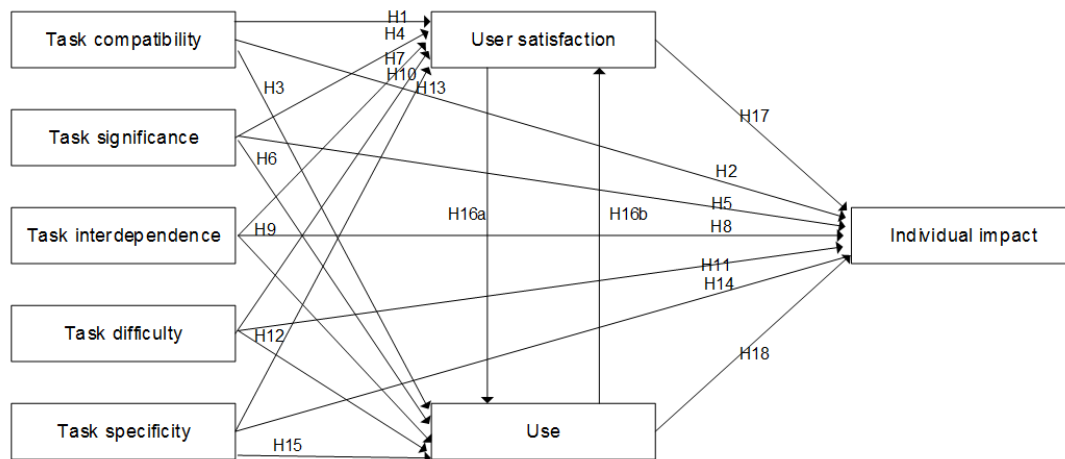 H1
Task compatibility
User satisfaction
H4
H7
H10
H13
H3
Task significance
H17
H6
H2
H5
Task interdependence
H9
H16a
H16b
H8
Individual impact
H11
H14
Task difficulty
H12
H18
Task specificity
Use
H15